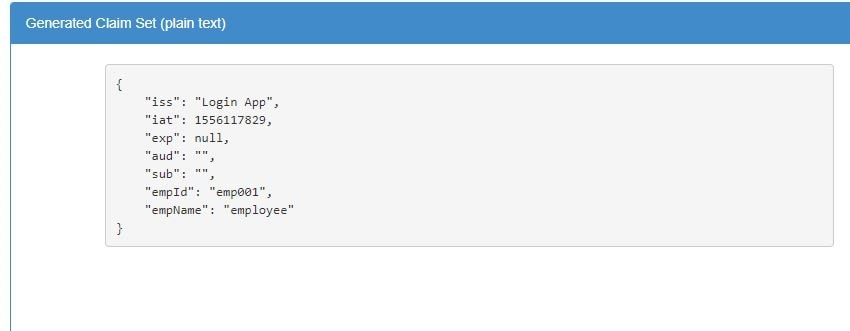 Generated Claim Set (plain text)
{
    "iss": "Login App",
    "iat": 1556117829,
    "exp": null,
    "aud": "",
    "sub": "",
    "empId": "emp001",
    "empName": "employee"
}